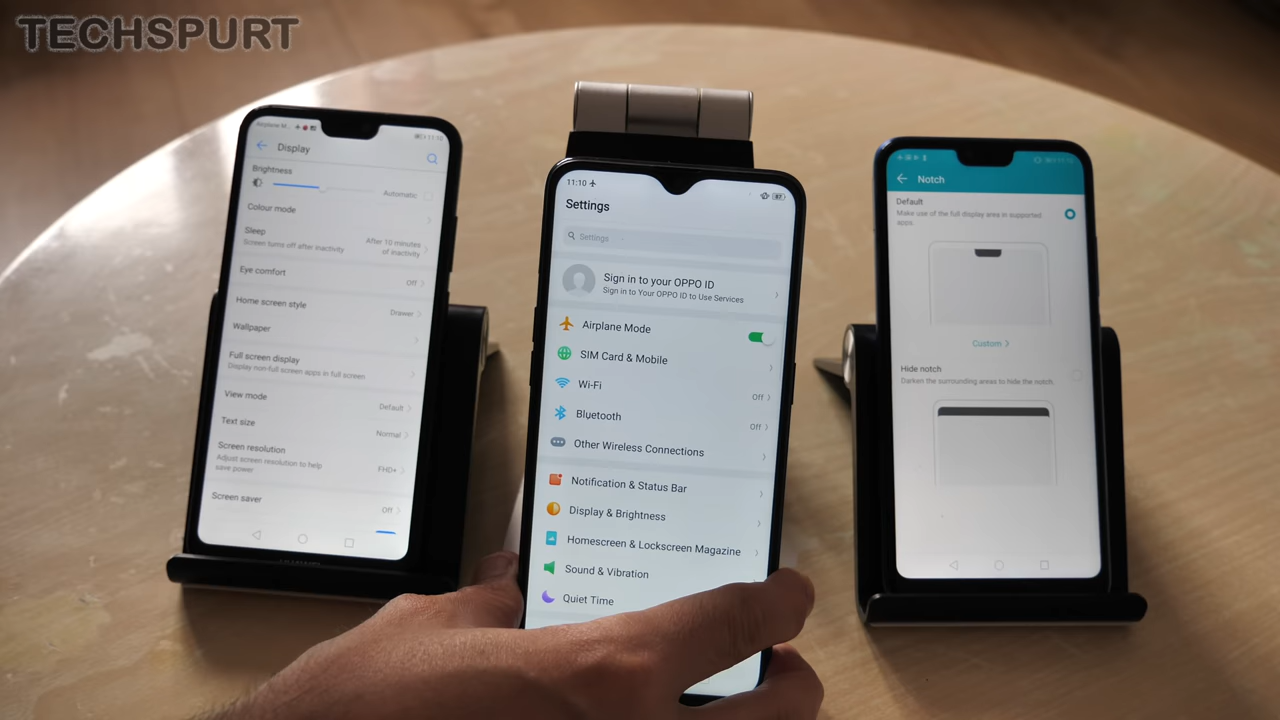 TECHSPURT
Airplane M...
11:10
Display
Brightness
Automatic
Colour mode
Sleep
Screen turns off after inactivity
After 10 minutes
of inactivity
Eye comfort
Off
Home screen style
Drawer
Wallpaper
Full screen display
Display non-full screen apps in full screen
View mode
Default
Text size
Normal
Screen resolution
Adjust screen resolution to help
save power
FHD+
Screen saver
Off
HUAWEI
11:10
Settings
Settings
Sign in to your OPPO ID
Sign in to Your OPPO ID to Use Services
Airplane Mode
SIM Card & Mobile
Wi-Fi
Off
Bluetooth
Off
Other Wireless Connections
Notification & Status Bar
Display & Brightness
Homescreen & Lockscreen Magazine
Sound & Vibration
Quiet Time
Notch
Default
Make use of the full display area in supported
apps.
Custom
Hide notch
Darken the surrounding areas to hide the notch.